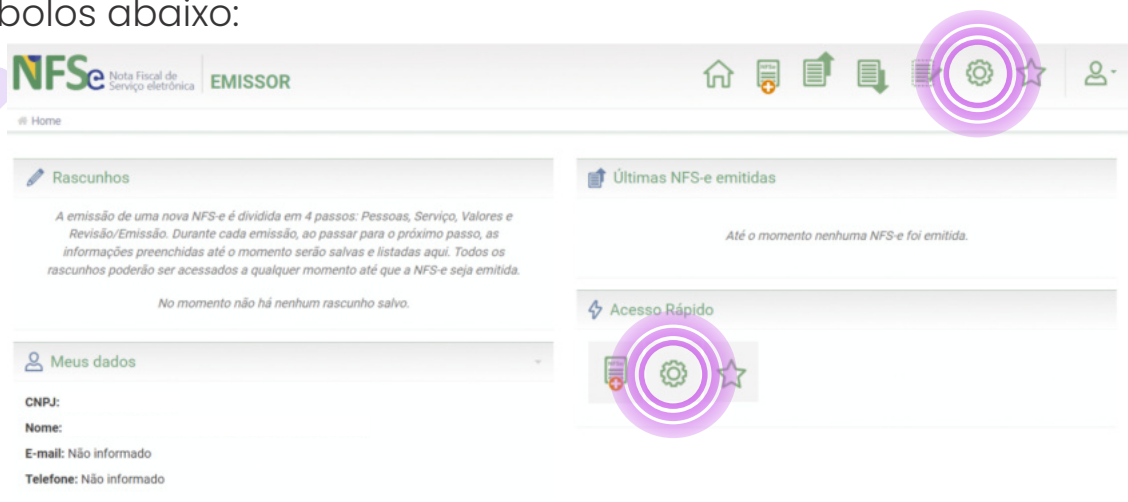 bolos abaixo:
NFSe Nota Fiscal de
Serviço eletrônica
EMISSOR
Home
Rascunhos
A emissão de uma nova NFS-e é dividida em 4 passos: Pessoas, Serviço, Valores e
Revisão/Emissão. Durante cada emissão, ao passar para o próximo passo, as
informações preenchidas até o momento serão salvas e listadas aqui. Todos os
rascunhos poderão ser acessados a qualquer momento até que a NFS-e seja emitida.
No momento não há nenhum rascunho salvo.
Meus dados
CNPJ:
Nome:
E-mail: Não informado
Telefone: Não informado
Últimas NFS-e emitidas
Até o momento nenhuma NFS-e foi emitida.
Acesso Rápido